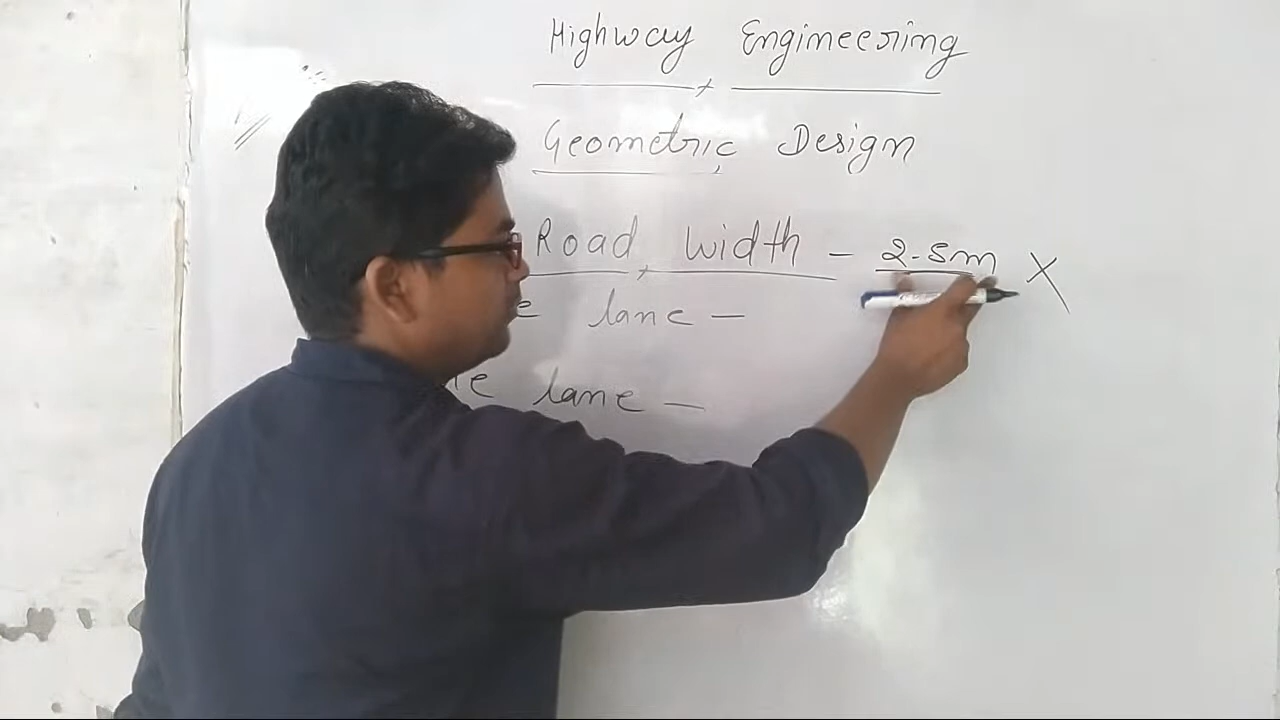 Highway Engineering
Geometric Design
Road Width - 2.5m X
lane -
lane -